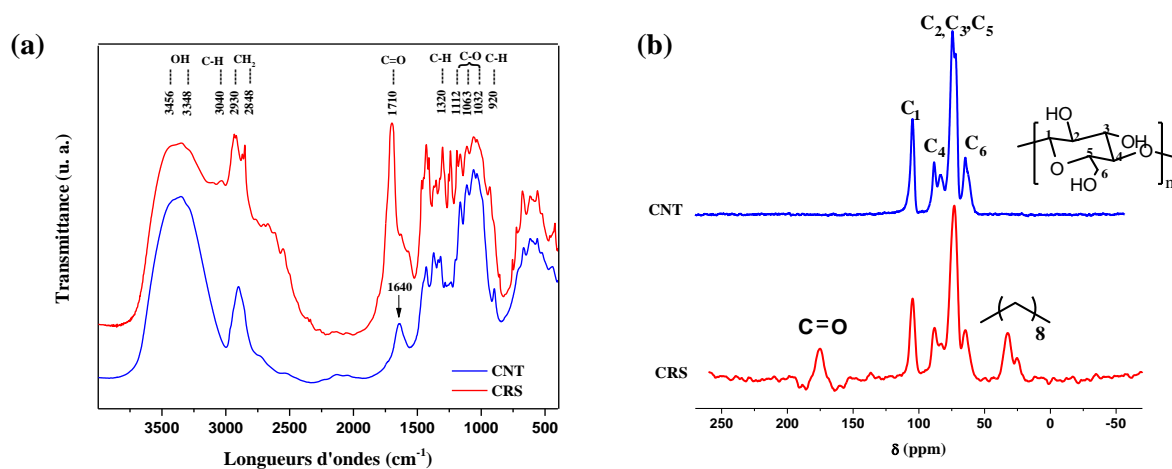 (a)
OH C-H CH2 C=O C-H C-O C-H
3456 3348 3040 2930 2848 1710 1320 1112 1063 1032 920
1640
CNT
CRS
Transmittance (u. a.)
3500 3000 2500 2000 1500 1000 500
Longueurs d'ondes (cm-1)
(b)
C2,C3,C5
C1
C4
C6
HO
OH
HO
O
O
1 2 3 4 5 6
n
CNT
C=O
8
CRS
250 200 150 100 50 0 -50
δ (ppm)